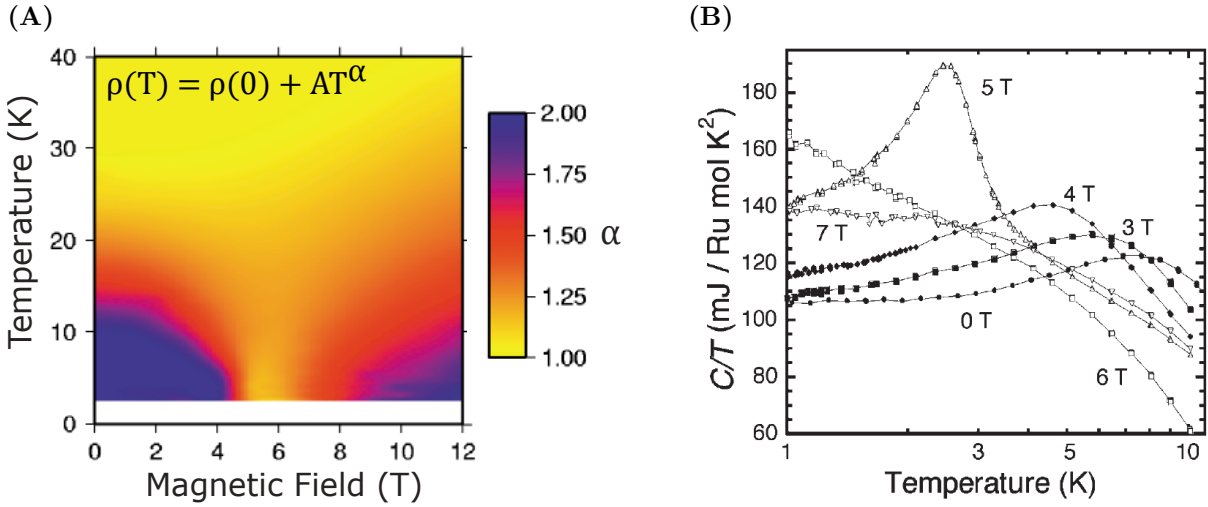 (A)
ρ(T) = ρ(0) + AT^α
Temperature (K)
40
30
20
10
0
0 2 4 6 8 10 12
Magnetic Field (T)
2.00
1.75
1.50
1.25
1.00
α
(B)
C/T (mJ / Ru mol K²)
180
160
140
120
100
80
60
5 T
4 T
3 T
7 T
0 T
6 T
1 3 5 10
Temperature (K)